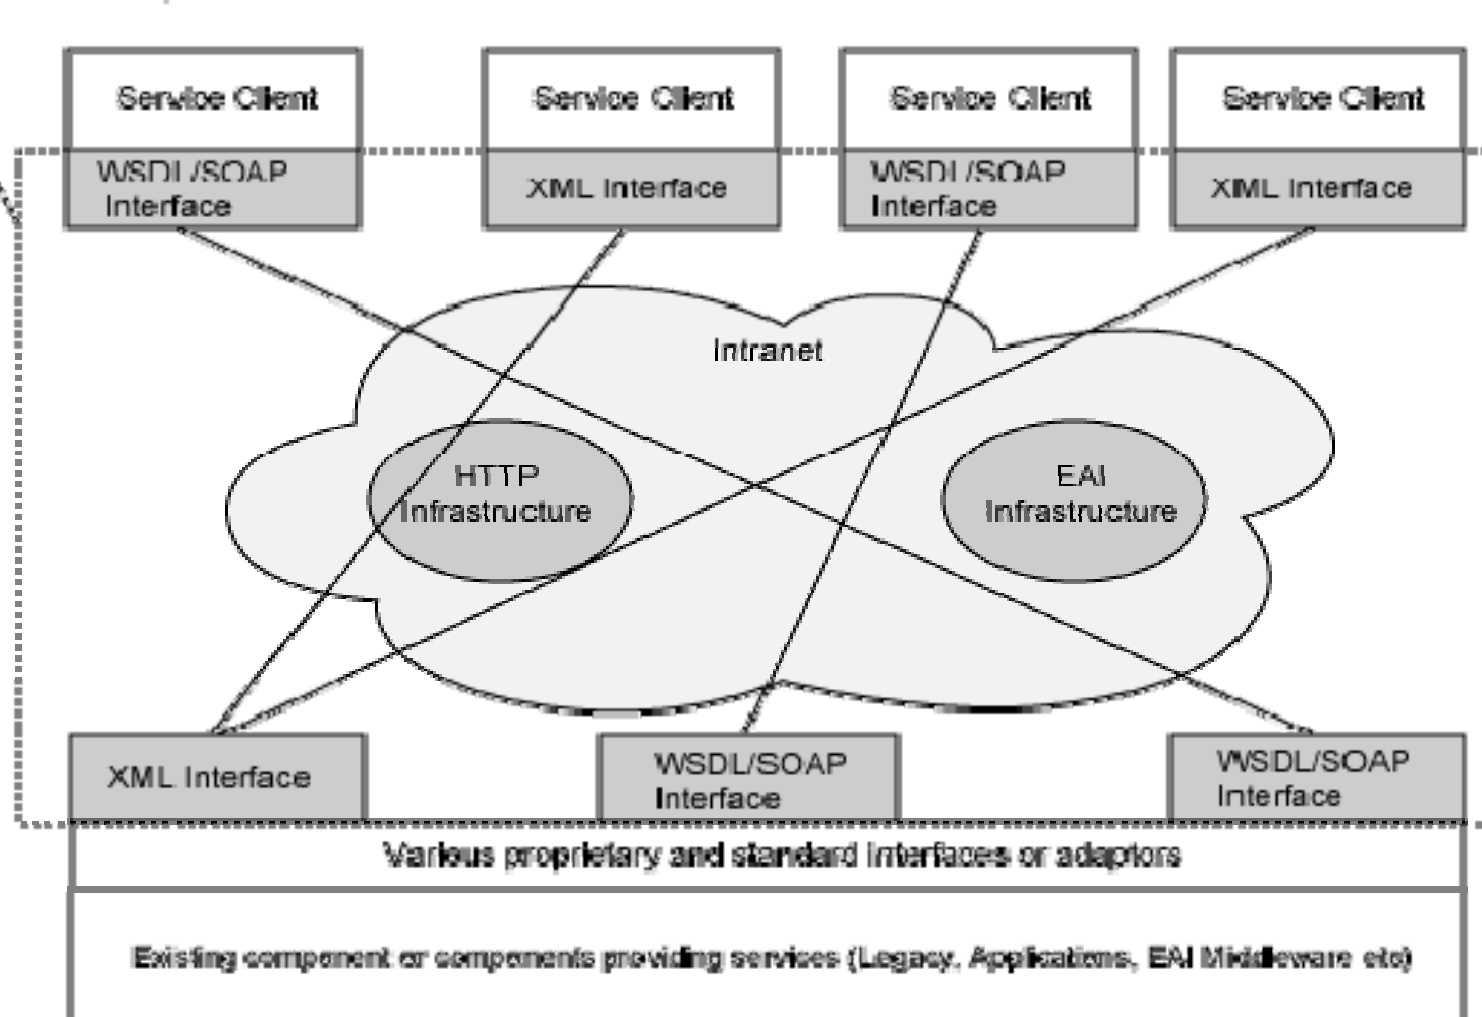 Service Client
Service Client
Service Client
Service Client
WSDL/SOAP
Interface
XML Interface
WSDL/SOAP
Interface
XML Interface
Intranet
HTTP
Infrastructure
EAI
Infrastructure
XML Interface
WSDL/SOAP
Interface
WSDL/SOAP
Interface
Various proprietary and standard interfaces or adaptors
Existing component or components providing services (Legacy, Applications, EAI Middleware etc)